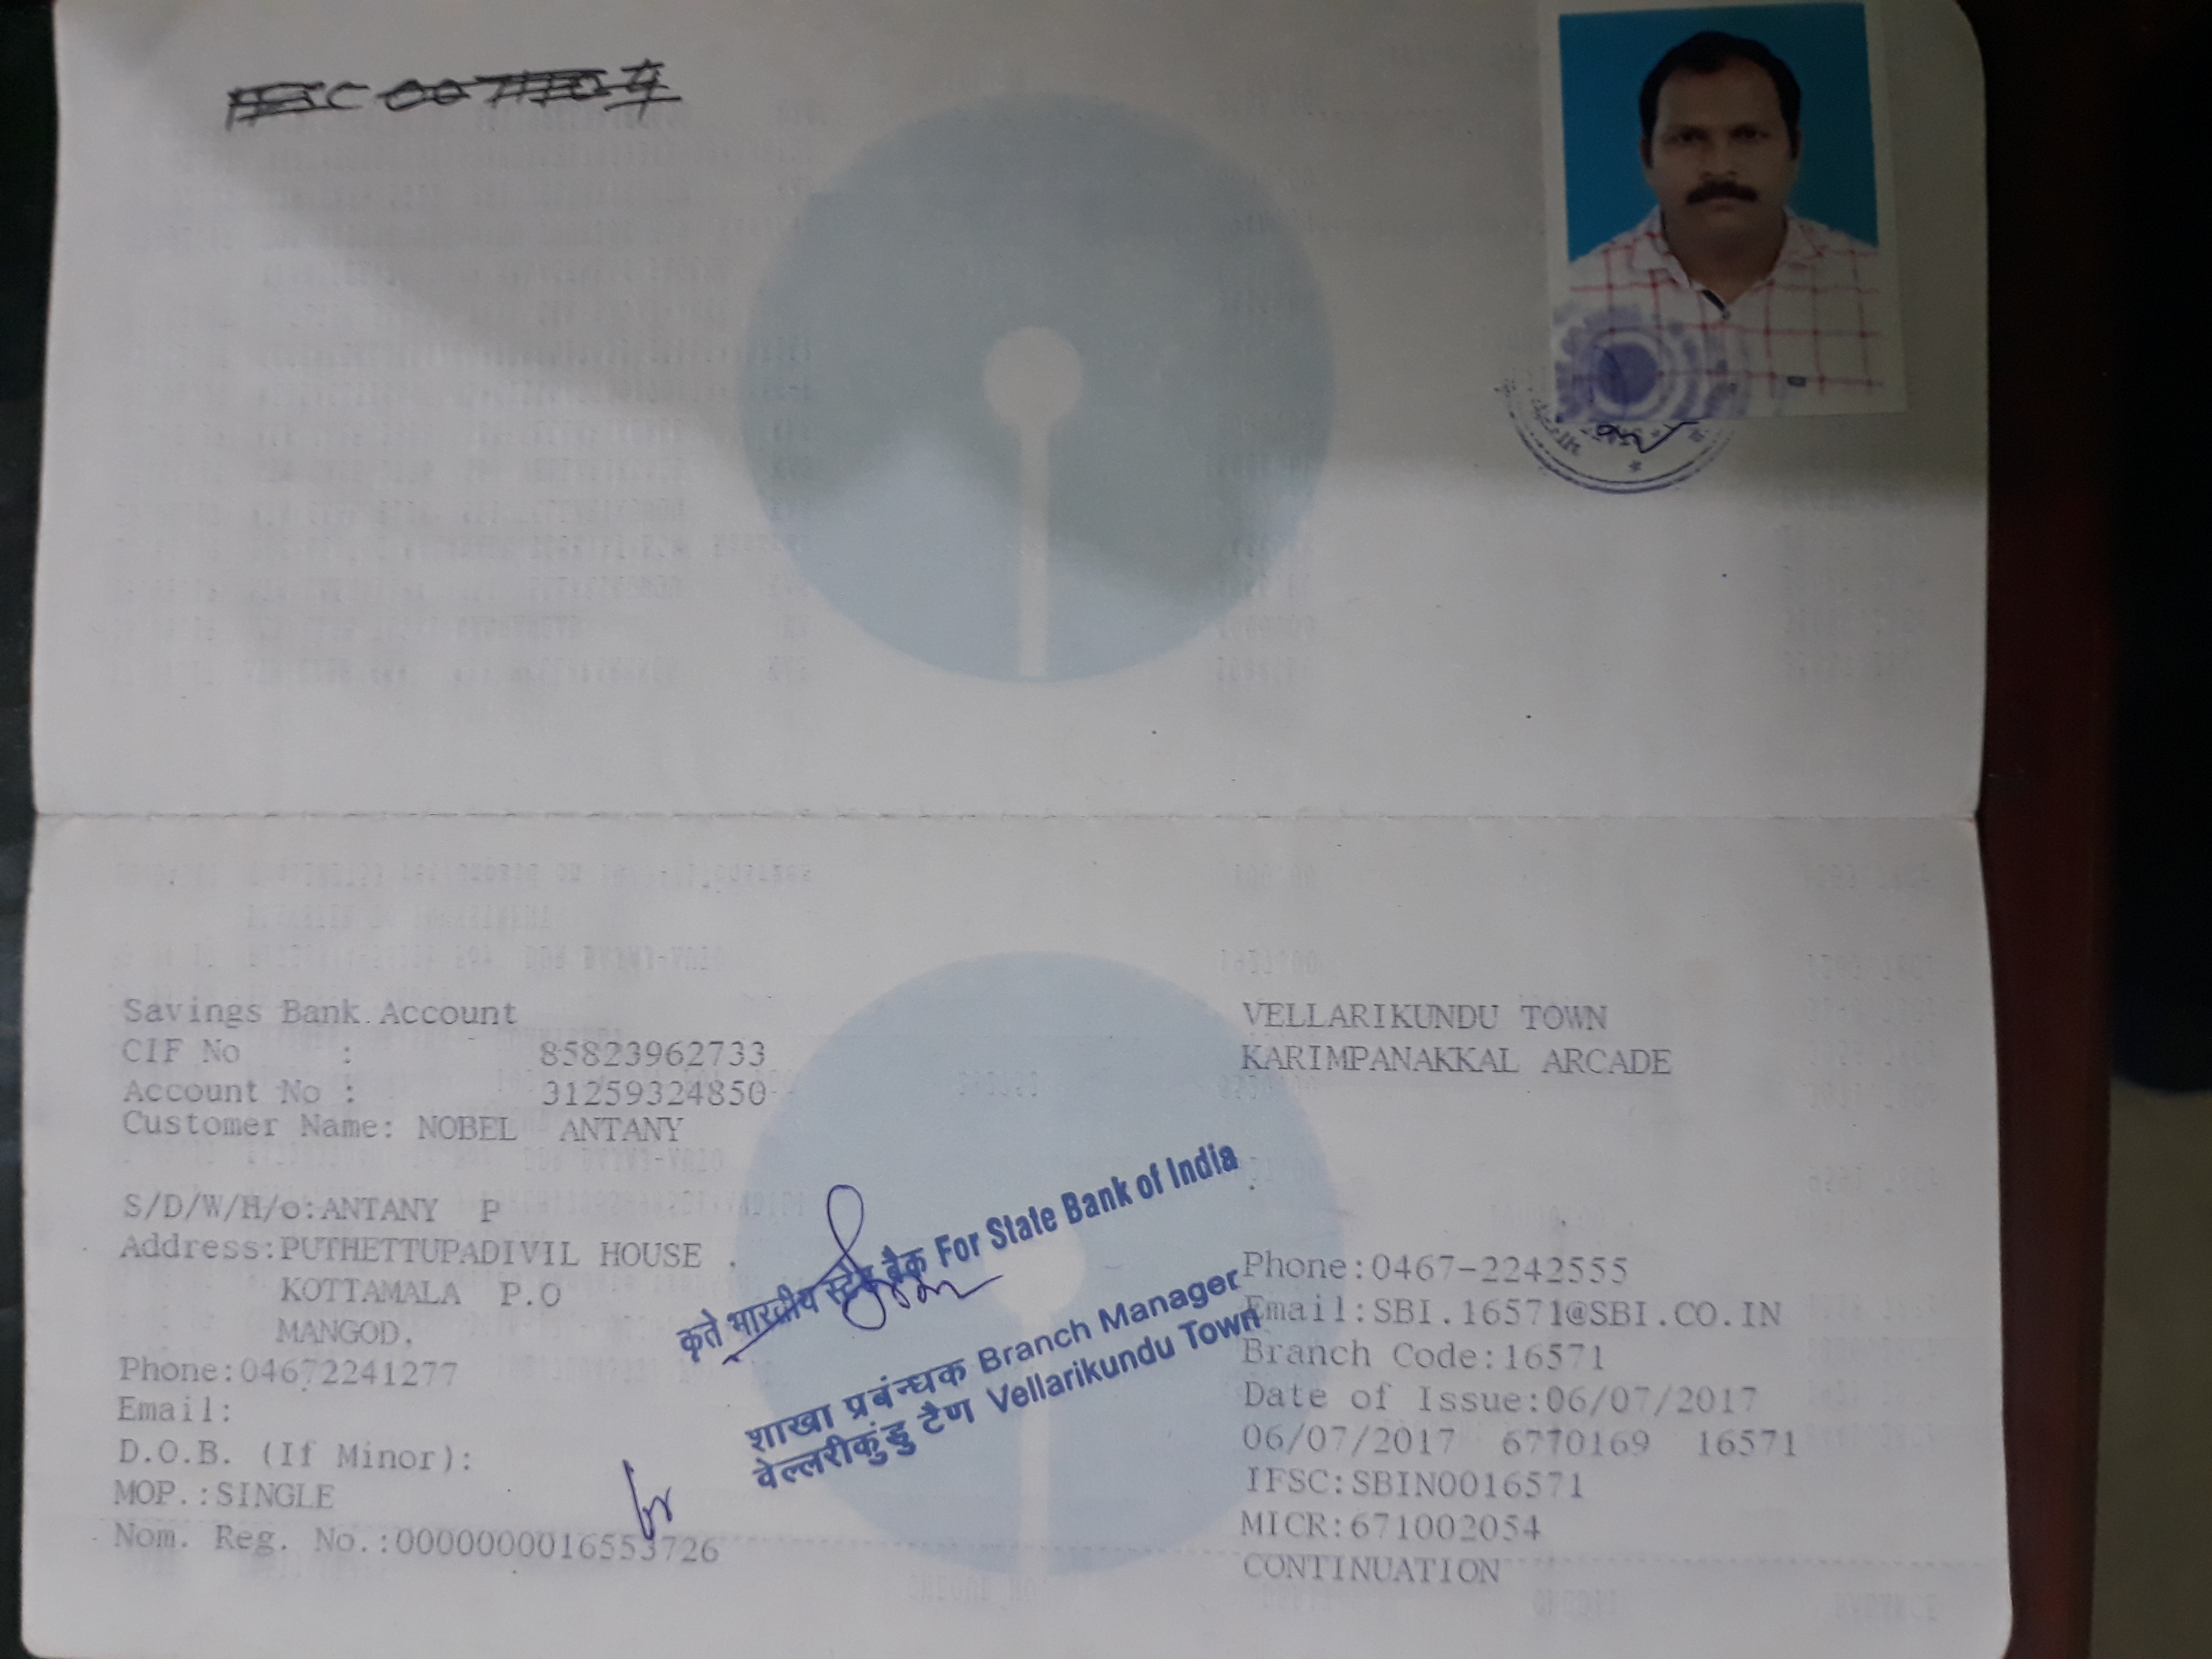 Savings Bank Account
CIF No : 85823962733
Account No : 31259324850
Customer Name: NOBEL ANTANY
S/D/W/H/o:ANTANY P
Address:PUTHETTUPADIVIL HOUSE
KOTTAMALA P.O
MANGOD,
Phone:04672241277
Email:
D.O.B. (If Minor):
MOP.:SINGLE
Nom. Reg. No.:0000000016553726
VELLARIKUNDU TOWN
KARIMPANAKKAL ARCADE
Phone:0467-2242555
Email:SBI.16571@SBI.CO.IN
Branch Code:16571
Date of Issue:06/07/2017
06/07/2017 6770169 16571
IFSC:SBIN0016571
MICR:671002054
CONTINUATION
कृते भारतीय स्टेट बैंक For State Bank of India
शाखा प्रबंन्धक Branch Manager
वेल्लरीकुंडु टैण Vellarikundu Town